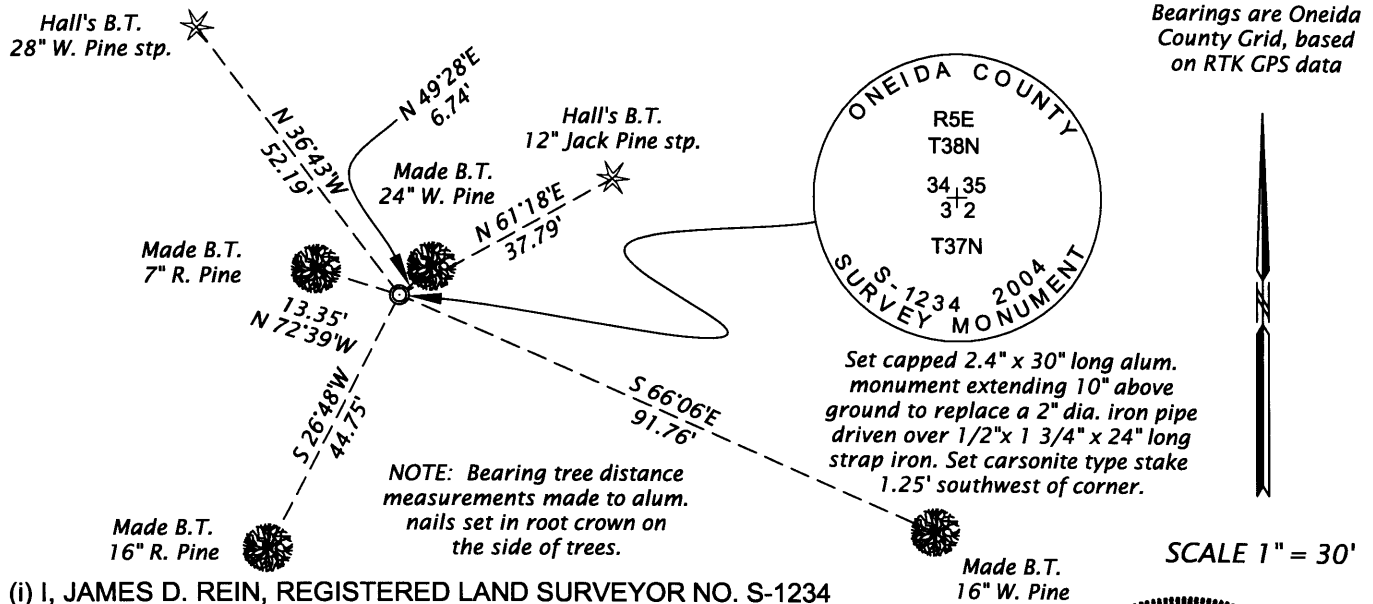 Hall's B.T.
28" W. Pine stp.
N 36°43'W
52.19'
N 49°28'E
6.74'
Hall's B.T.
12" Jack Pine stp.
Made B.T.
24" W. Pine
N 61°18'E
37.79'
Made B.T.
7" R. Pine
13.35'
N 72°39'W
S 26°48'W
44.75'
Made B.T.
16" R. Pine
S 66°06'E
91.76'
Made B.T.
16" W. Pine
NOTE: Bearing tree distance
measurements made to alum.
nails set in root crown on
the side of trees.
ONEIDA COUNTY
R5E
T38N
34 35
3 2
T37N
S-1234 2004
SURVEY MONUMENT
Set capped 2.4" x 30" long alum.
monument extending 10" above
ground to replace a 2" dia. iron pipe
driven over 1/2"x 1 3/4" x 24" long
strap iron. Set carsonite type stake
1.25' southwest of corner.
Bearings are Oneida
County Grid, based
on RTK GPS data
N
SCALE 1" = 30'
(i) I, JAMES D. REIN, REGISTERED LAND SURVEYOR NO. S-1234